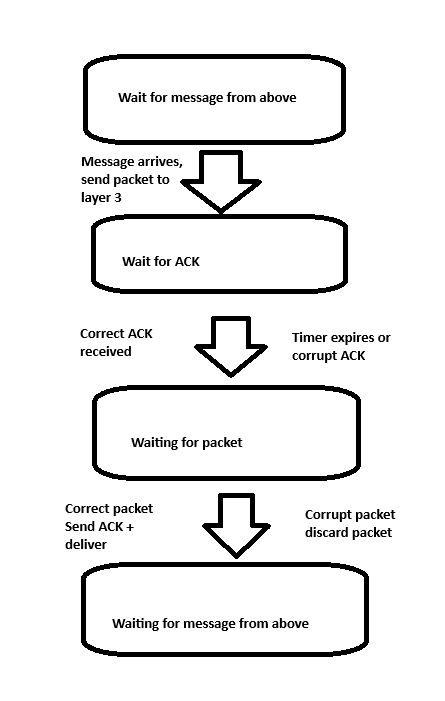 Wait for message from above
Message arrives,
send packet to
layer 3
Wait for ACK
Correct ACK
received
Timer expires or
corrupt ACK
Waiting for packet
Correct packet
Send ACK +
deliver
Corrupt packet
discard packet
Waiting for message from above